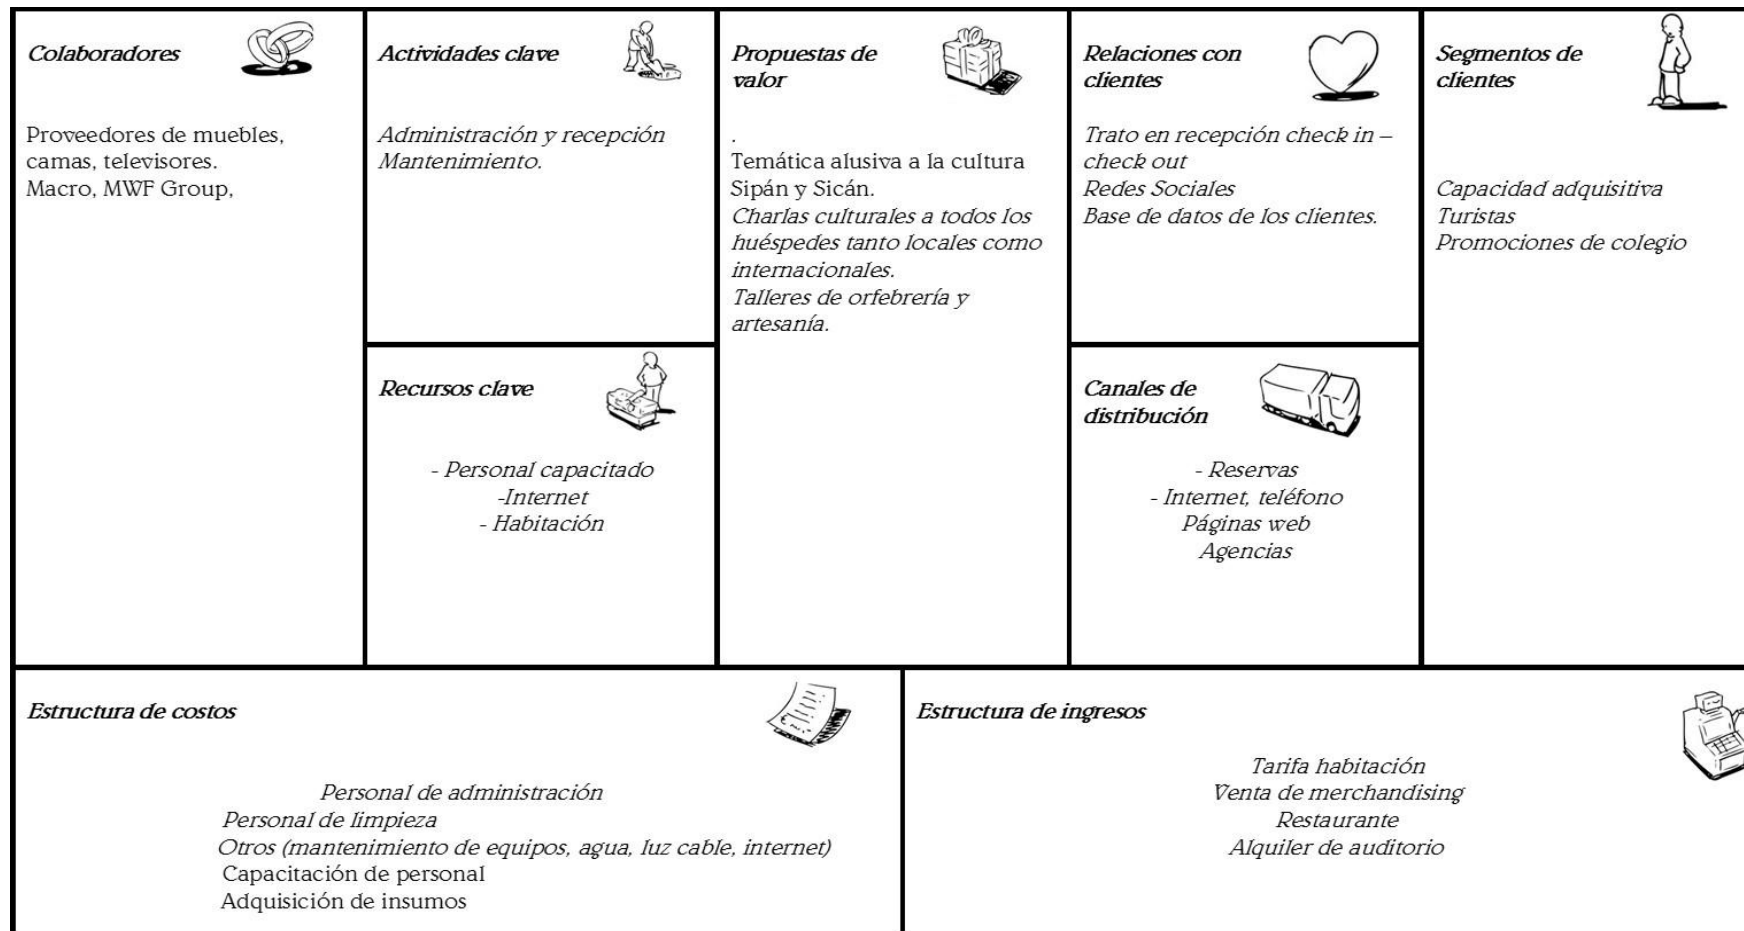 Colaboradores
Proveedores de muebles,
camas, televisores.
Macro, MWF Group,
Actividades clave
Administración y recepción
Mantenimiento.
Recursos clave
- Personal capacitado
-Internet
- Habitación
Propuestas de
valor
.
Temática alusiva a la cultura
Sipán y Sicán.
Charlas culturales a todos los
huéspedes tanto locales como
internacionales.
Talleres de orfebrería y
artesanía.
Relaciones con
clientes
Trato en recepción check in –
check out
Redes Sociales
Base de datos de los clientes.
Canales de
distribución
- Reservas
- Internet, teléfono
Páginas web
Agencias
Segmentos de
clientes
Capacidad adquisitiva
Turistas
Promociones de colegio
Estructura de costos
Personal de administración
Personal de limpieza
Otros (mantenimiento de equipos, agua, luz cable, internet)
Capacitación de personal
Adquisición de insumos
Estructura de ingresos
Tarifa habitación
Venta de merchandising
Restaurante
Alquiler de auditorio